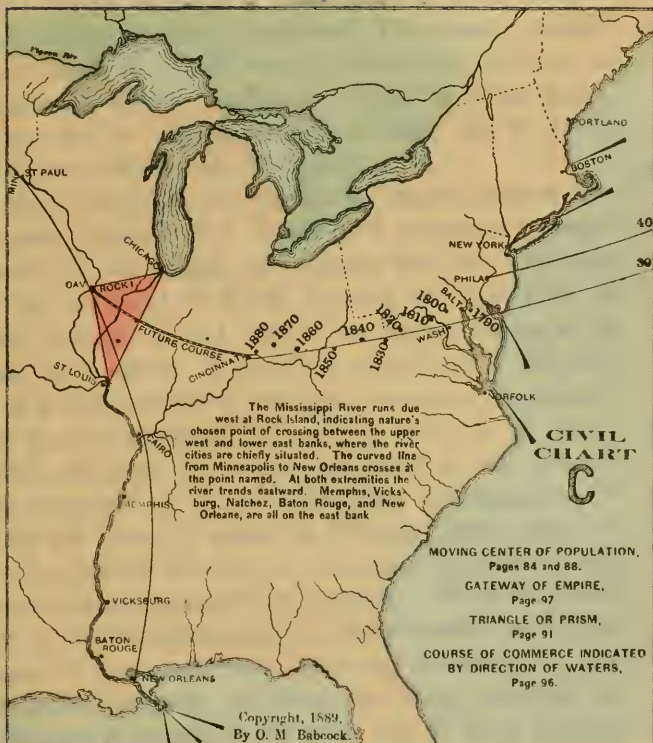 Pigeon Riv
PORTLAND
BOSTON
MIN
ST PAUL
CHICAGO
NEW YORK
40
39
PHILA
DAV
ROCK I
BALT
1790
1800
1810
1820
1830
1840
1850
1860
1870
1880
WASH
FUTURE COURSE
CINCINNAT
ST LOUIS
NORFOLK
The Mississippi River runs due
west at Rock Island, indicating nature's
chosen point of crossing between the upper
west and lower east banks, where the river
cities are chiefly situated. The curved line
from Minneapolis to New Orleans crosses at
the point named. At both extremities the
river trends eastward. Memphis, Vicks-
burg, Natchez, Baton Rouge, and New
Orleans, are all on the east bank
CIVIL
CHART
C
CAIRO
MEMPHIS
VICKSBURG
BATON
ROUGE
NEW ORLEANS
MOVING CENTER OF POPULATION,
Pages 84 and 88.
GATEWAY OF EMPIRE,
Page 97
TRIANGLE OR PRISM,
Page 91
COURSE OF COMMERCE INDICATED
BY DIRECTION OF WATERS,
Page 96.
Copyright, 1889.
By O. M Babcock.